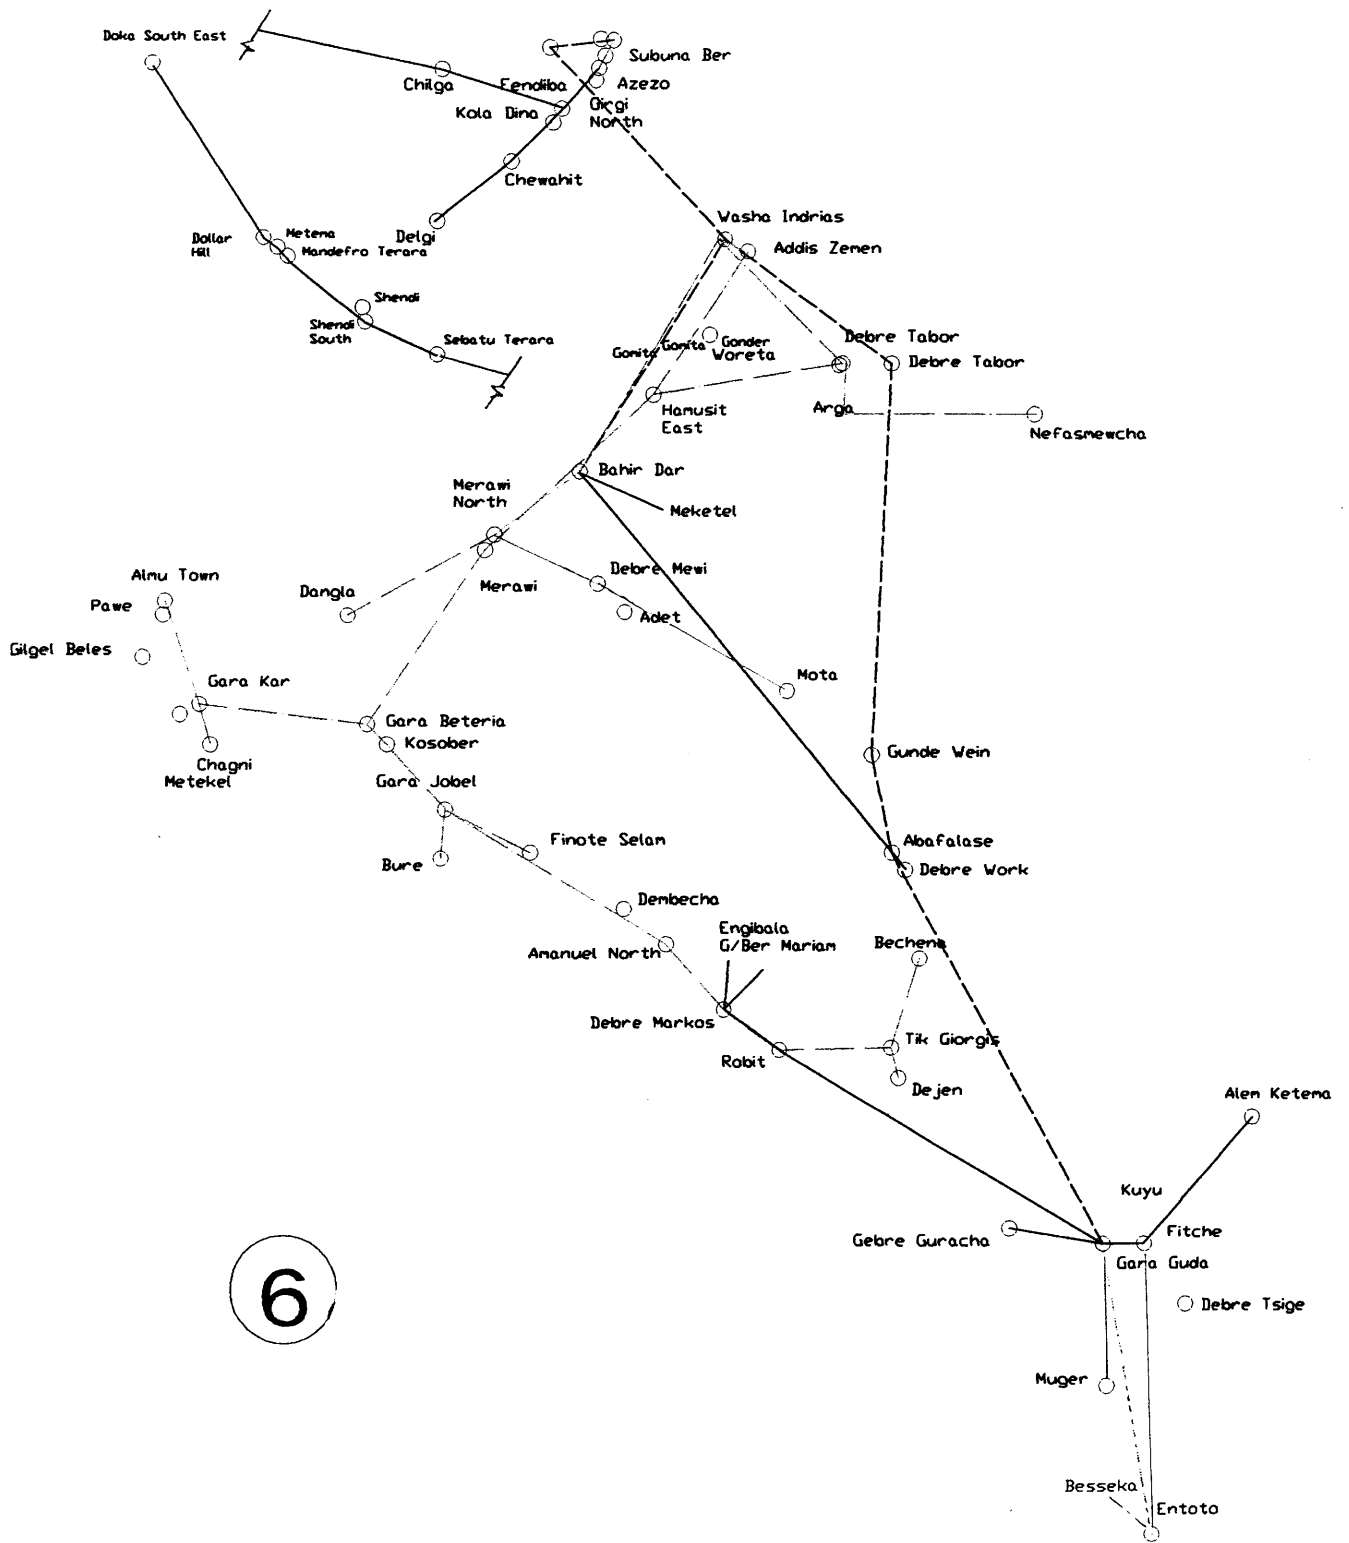 Doka South East
Subuna Ber
Chilga
Fendiba
Azezo
Kola Dina
Girgi
North
Chewahit
Delgi
Washa Indrias
Addis Zemen
Dollar
Hill
Metema
Mandefro Terara
Shendi
Shendi
South
Sebatu Terara
Gomita
Gomita
Gonder
Woreta
Debre Tabor
Debre Tabor
Hamusit
East
Arga
Nefasmewcha
Bahir Dar
Meketel
Merawi
North
Merawi
Debre Mewi
Adet
Dangla
Almu Town
Pawe
Gilgel Beles
Gara Kar
Mota
Gara Beteria
Kosober
Chagni
Metekel
Gara Jobel
Gunde Wein
Bure
Finote Selam
Abafalase
Debre Work
Dembecha
Engibala
G/Ber Mariam
Amanuel North
Bechena
Debre Markos
Robit
Tik Giorgis
Dejen
Alem Ketema
Kuyu
Gebre Guracha
Fitche
Gara Guda
Debre Tsige
6
Muger
Besseka
Entoto